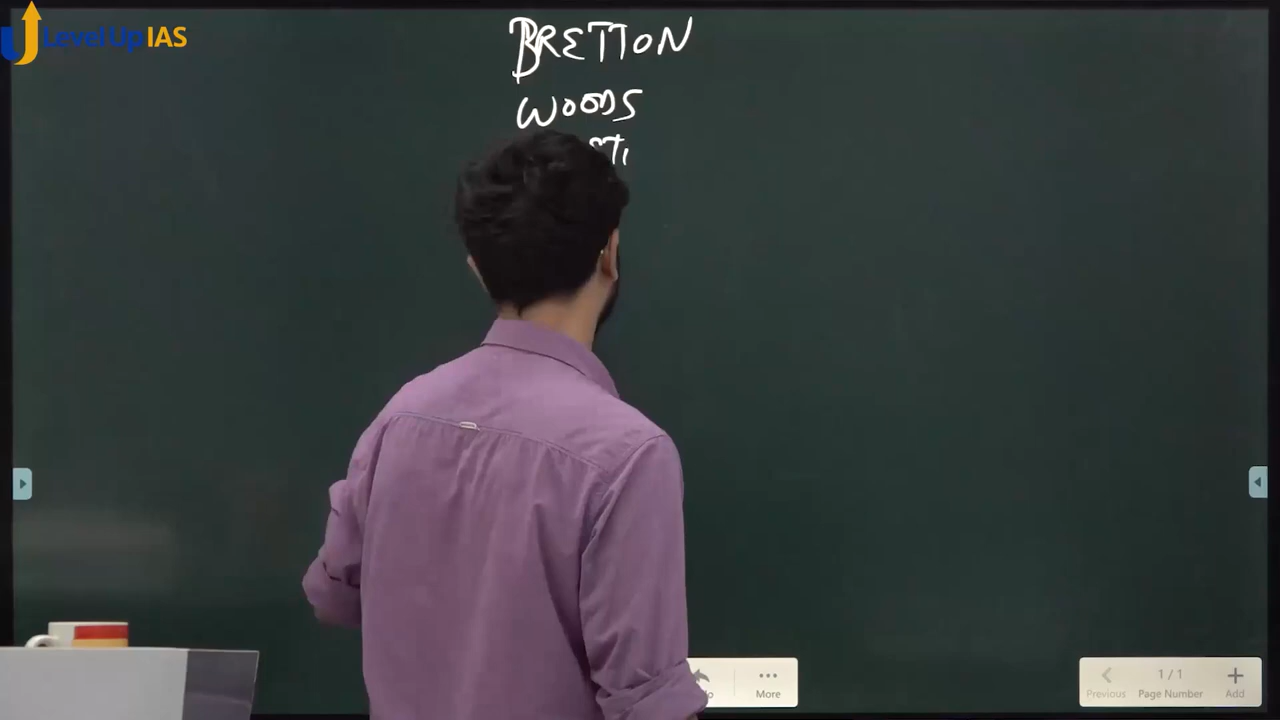 LevelUp IAS
BRETTON
WOODS
More
1/1
Previous
Page Number
Add